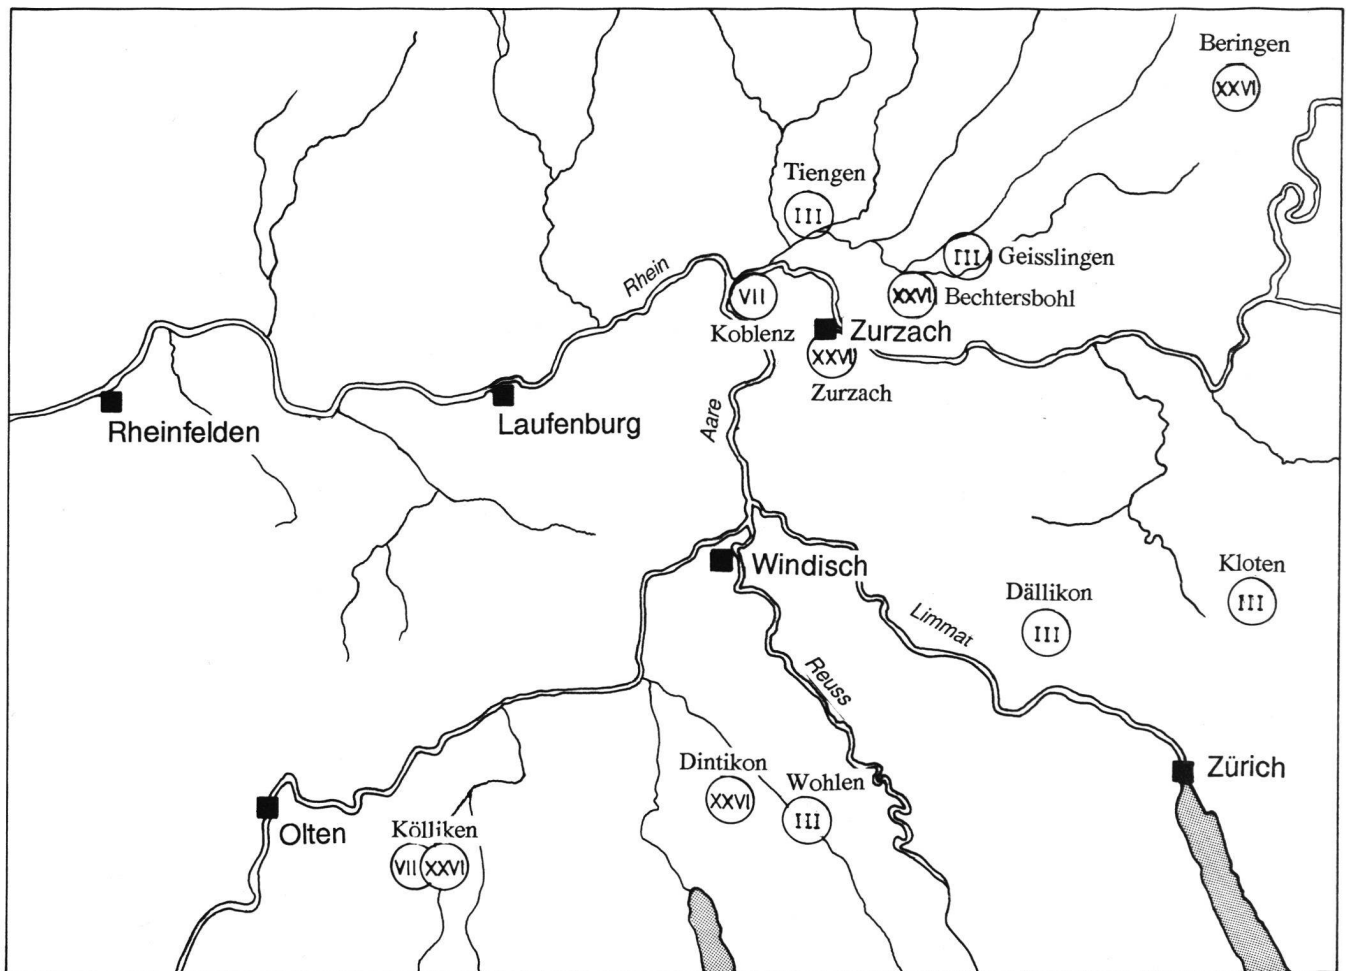 Beringen
XXVI
Tiengen
III
III
Geisslingen
Rhein
VII
XXVI
Bechtersbohl
Koblenz
Zurzach
XXVI
Zurzach
Aare
Rheinfelden
Laufenburg
Windisch
Kloten
III
Dällikon
III
Limmat
Reuss
Dintikon
XXVI
Wohlen
III
Zürich
Olten
Kölliken
VII
XXVI